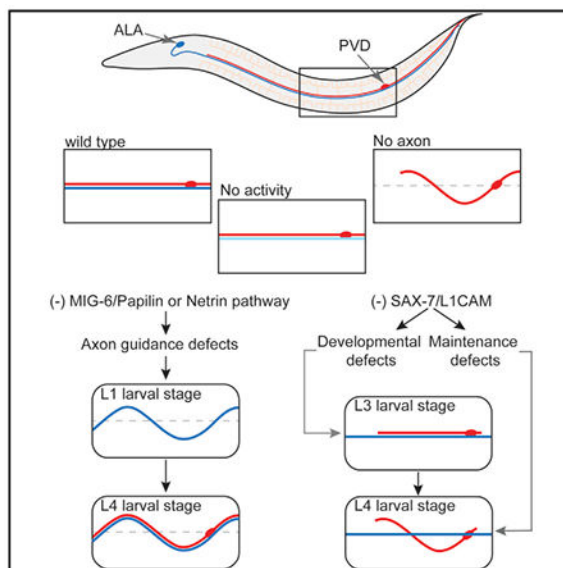 ALA
PVD
wild type
No axon
No activity
(-) MIG-6/Papilin or Netrin pathway
(-) SAX-7/L1CAM
Axon guidance defects
Developmental defects
Maintenance defects
L1 larval stage
L3 larval stage
L4 larval stage
L4 larval stage